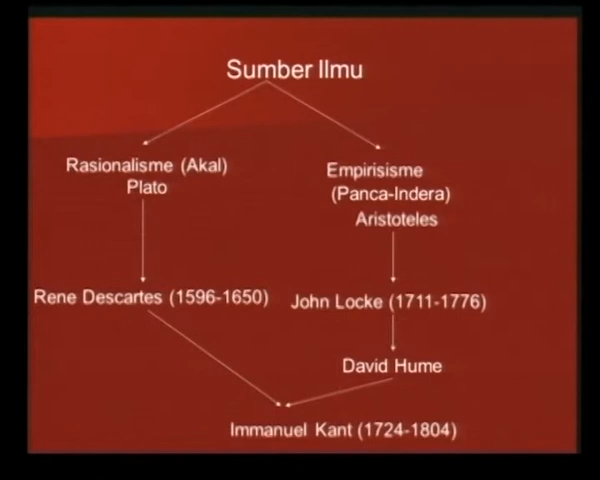 Sumber Ilmu
Rasionalisme (Akal)
Plato
Empirisisme
(Panca-Indera)
Aristoteles
Rene Descartes (1596-1650)
John Locke (1711-1776)
David Hume
Immanuel Kant (1724-1804)